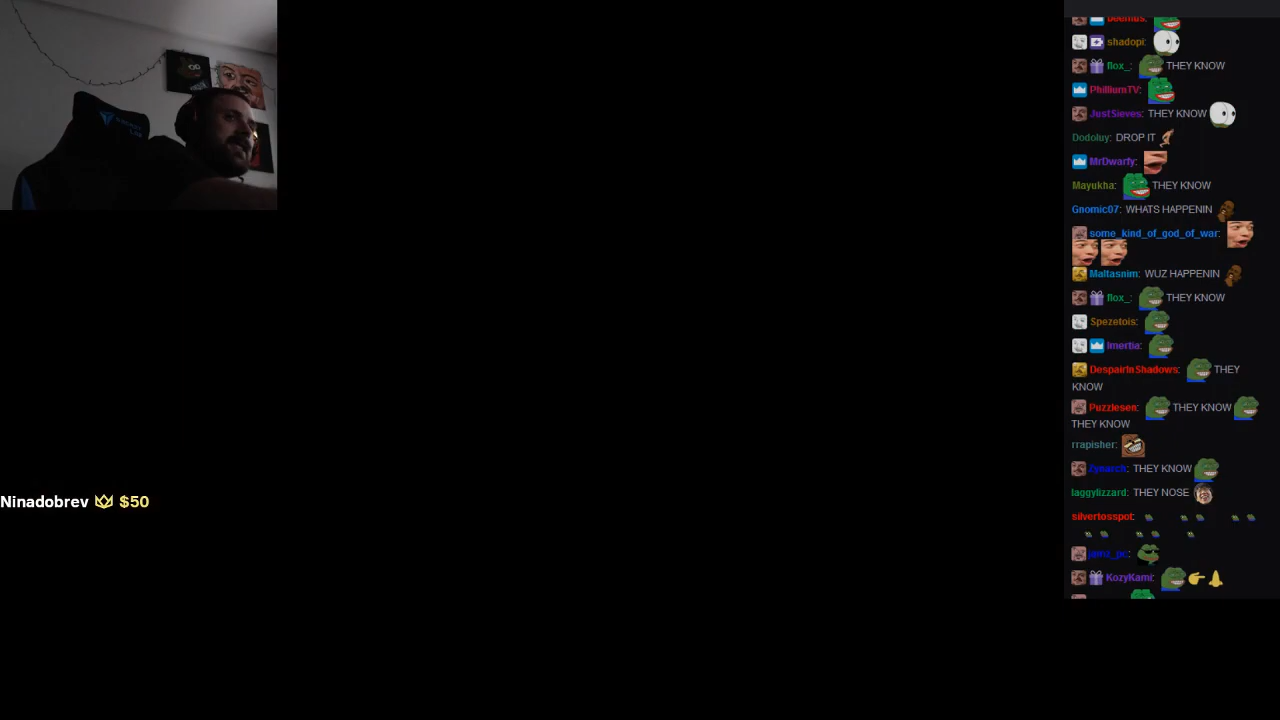 Deemus:
shadopi:
flox_: THEY KNOW
PhilliumTV:
JustSieves: THEY KNOW
Dodoluy: DROP IT
MrDwarfy:
Mayukha: THEY KNOW
Gnomic07: WHATS HAPPENIN
some_kind_of_god_of_war:
Maltasnim: WUZ HAPPENIN
flox_: THEY KNOW
Spezetois:
Imertia:
DespairInShadows: THEY
KNOW
Puzzlesen: THEY KNOW
THEY KNOW
rrapisher:
Zynarch: THEY KNOW
laggylizzard: THEY NOSE
silvertosspot:
KozyKami:
Ninadobrev $50